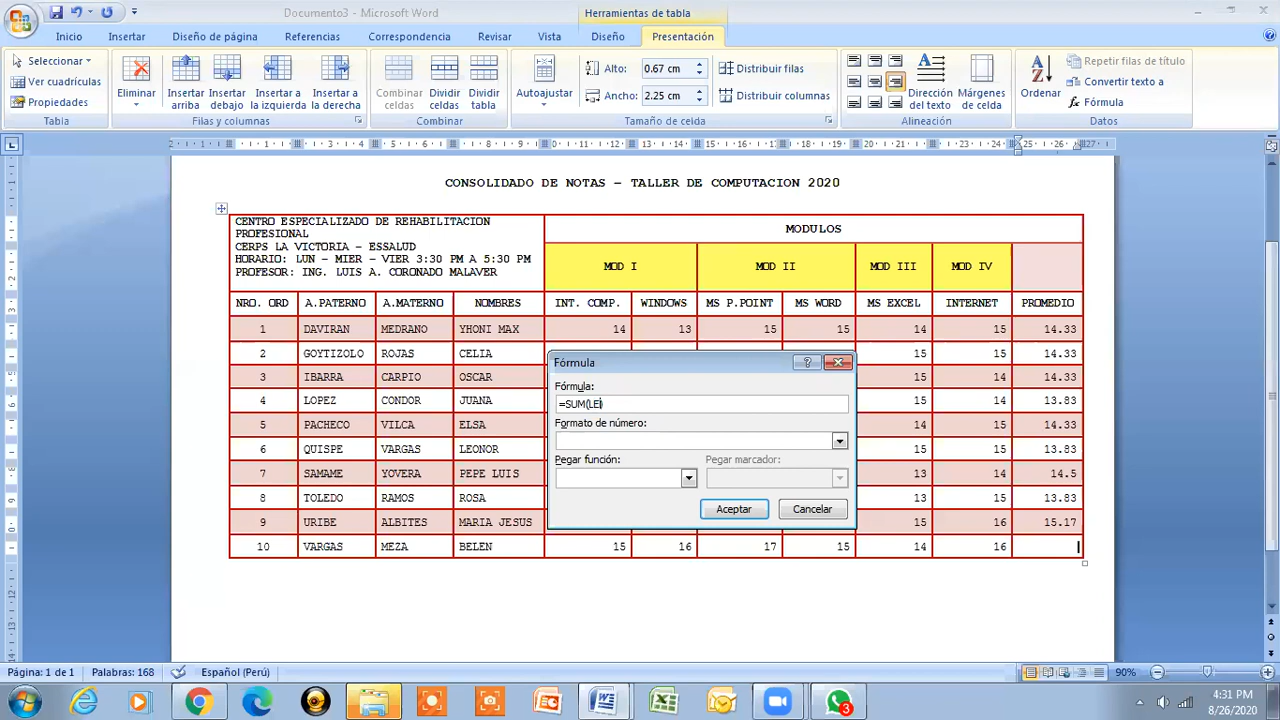 Documento3 - Microsoft Word
Herramientas de tabla
Inicio Insertar Diseño de página Referencias Correspondencia Revisar Vista Diseño Presentación
Seleccionar
Ver cuadrículas
Propiedades
Tabla
Eliminar
Insertar arriba
Insertar debajo
Insertar a la izquierda
Insertar a la derecha
Filas y columnas
Combinar celdas
Dividir celdas
Dividir tabla
Combinar
Autoajustar
Alto: 0.67 cm
Ancho: 2.25 cm
Distribuir filas
Distribuir columnas
Tamaño de celda
Dirección del texto
Márgenes de celda
Alineación
Ordenar
Repetir filas de título
Convertir texto a
Fórmula
Datos
CONSOLIDADO DE NOTAS – TALLER DE COMPUTACION 2020
CENTRO ESPECIALIZADO DE REHABILITACION
PROFESIONAL
CERPS LA VICTORIA – ESSALUD
HORARIO: LUN – MIER – VIER 3:30 PM A 5:30 PM
PROFESOR: ING. LUIS A. CORONADO MALAVER
MODULOS
MOD I MOD II MOD III MOD IV
NRO. ORD A.PATERNO A.MATERNO NOMBRES INT. COMP. WINDOWS MS P.POINT MS WORD MS EXCEL INTERNET PROMEDIO
1 DAVIRAN MEDRANO YHONI MAX 14 13 15 15 14 15 14.33
2 GOYTIZOLO ROJAS CELIA 15 15 14.33
3 IBARRA CARPIO OSCAR 15 14 14.33
4 LOPEZ CONDOR JUANA 15 15 13.83
5 PACHECO VILCA ELSA 14 15 14.33
6 QUISPE VARGAS LEONOR 15 15 13.83
7 SAMAME YOVERA PEPE LUIS 13 14 14.5
8 TOLEDO RAMOS ROSA 13 15 13.83
9 URIBE ALBITES MARIA JESUS 15 16 15.17
10 VARGAS MEZA BELEN 15 16 17 15 14 16
Fórmula
Fórmula:
=SUM(LE)
Formato de número:
Pegar función: Pegar marcador:
Aceptar Cancelar
Página: 1 de 1 Palabras: 168 Español (Perú) 90%
3
4:31 PM
8/26/2020